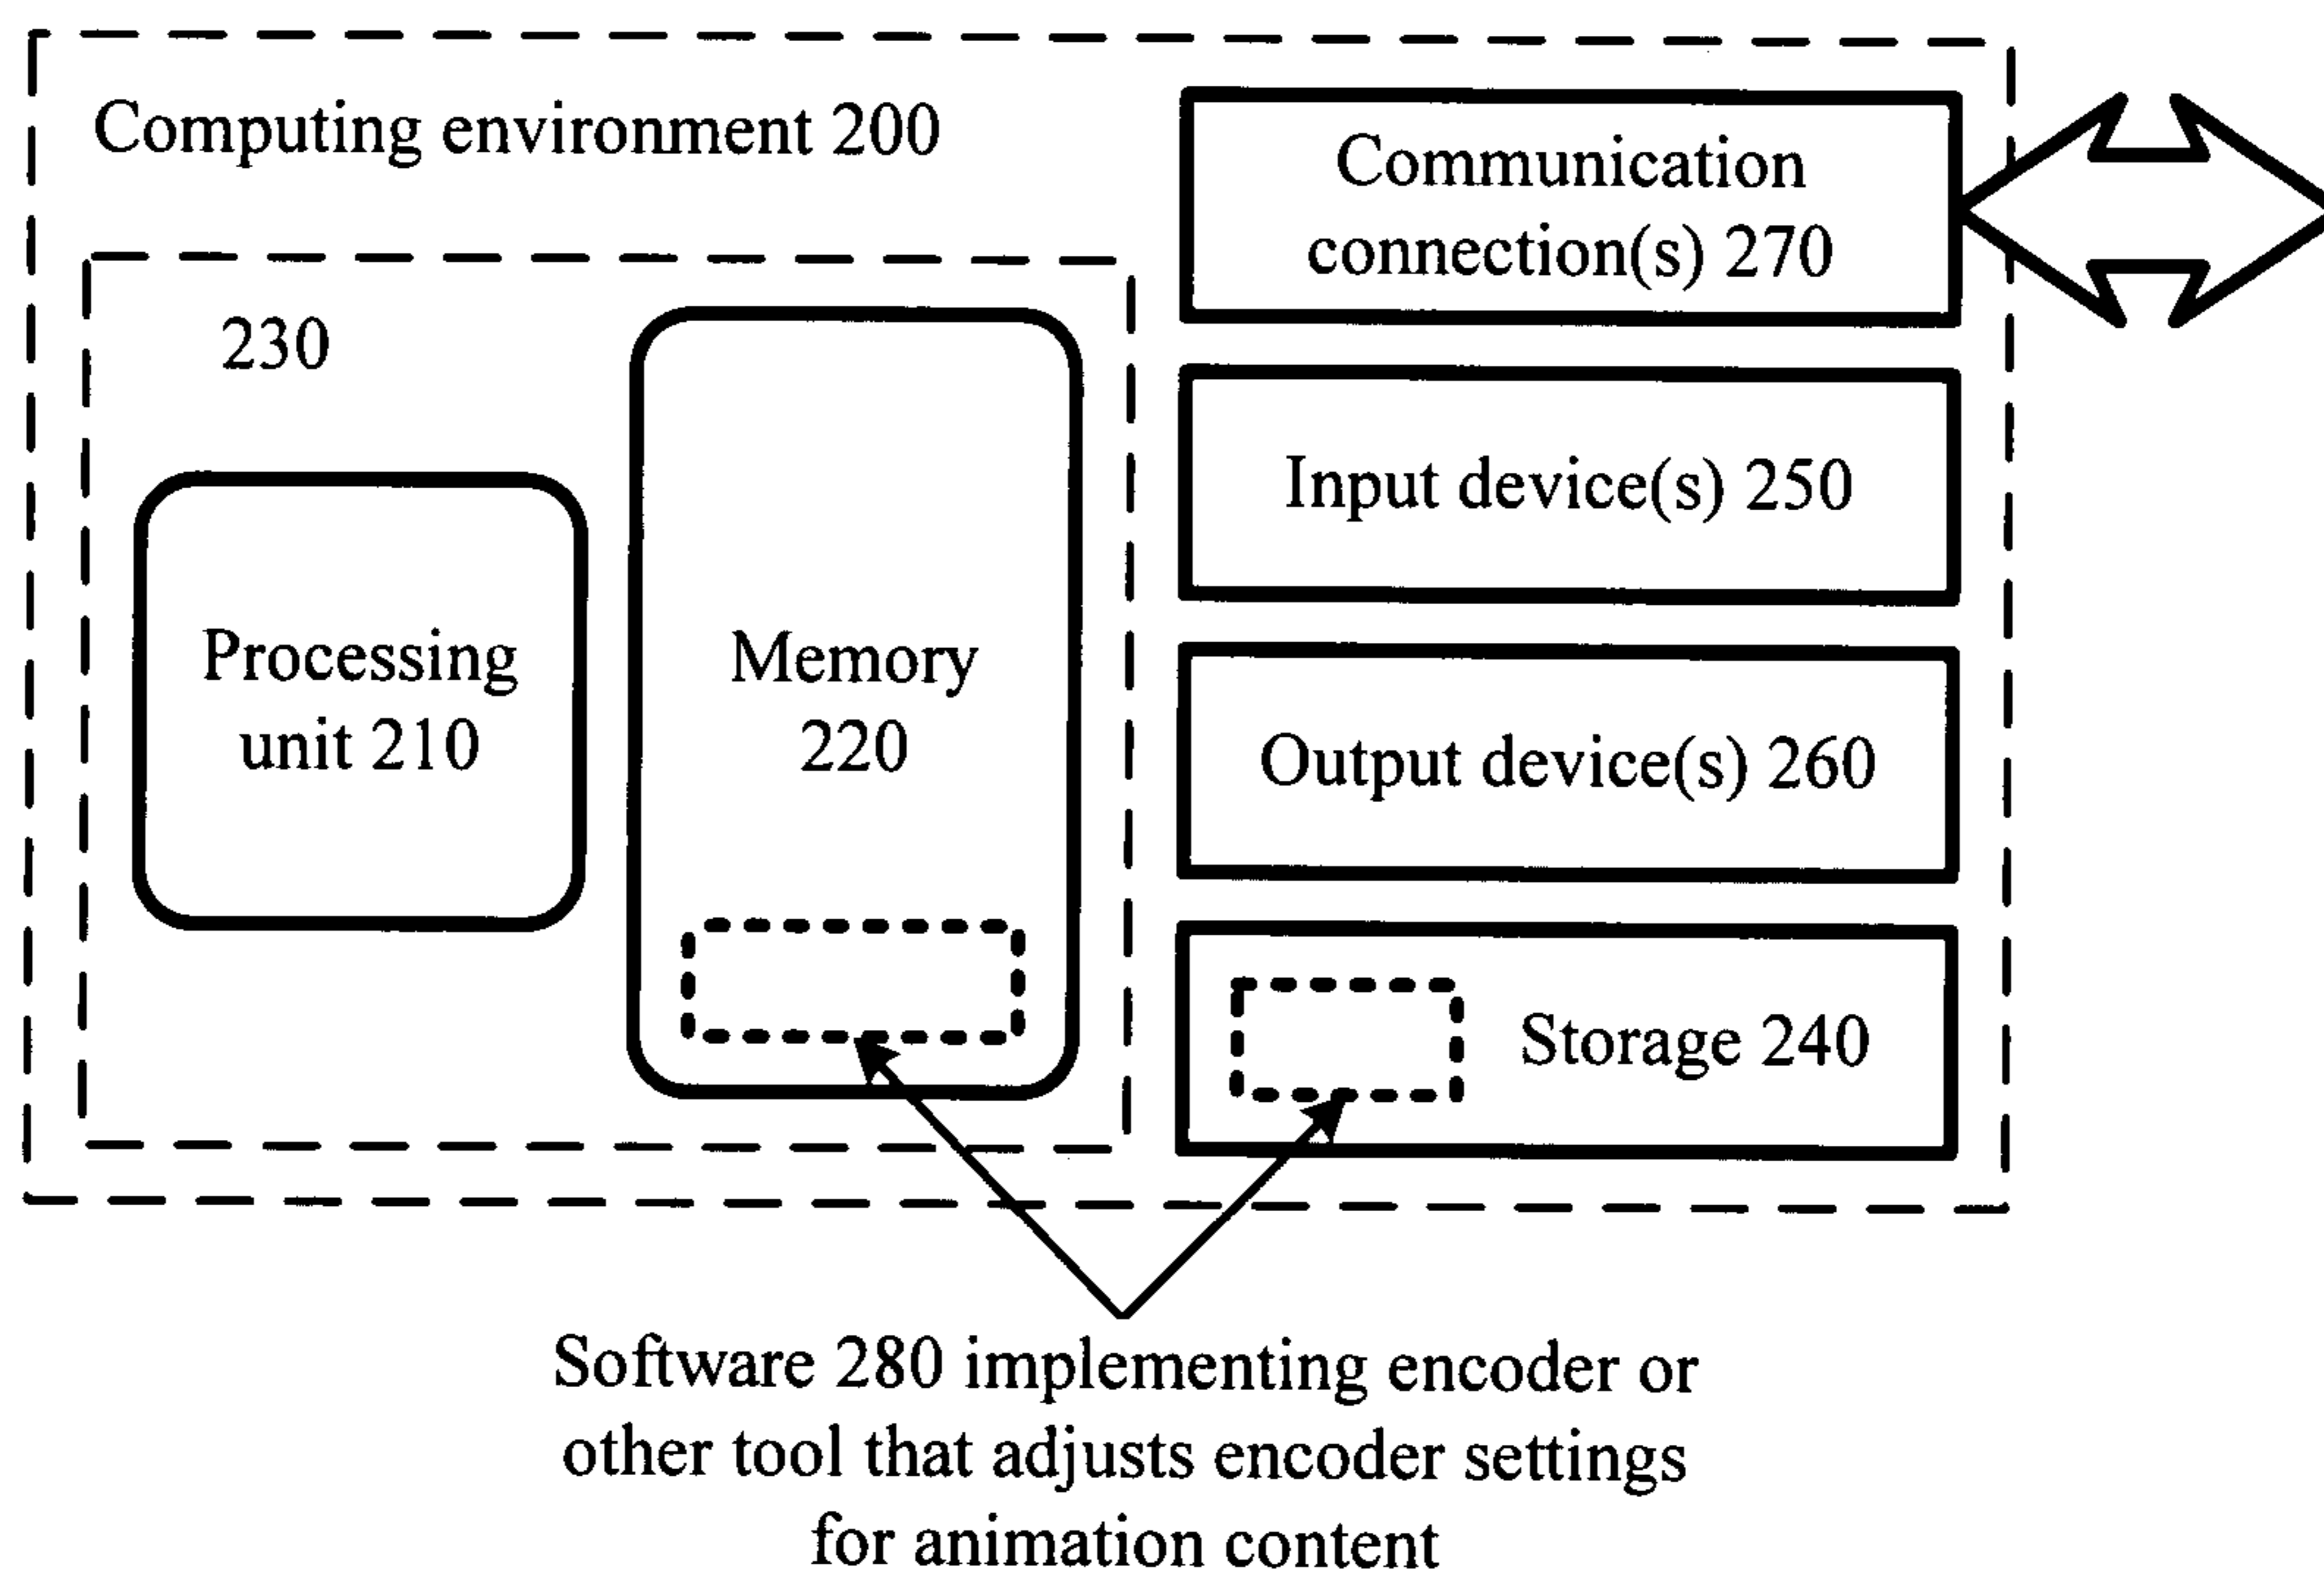 Computing environment 200
Communication
connection(s) 270
230
Input device(s) 250
Processing
unit 210
Memory
220
Output device(s) 260
Storage 240
Software 280 implementing encoder or
other tool that adjusts encoder settings
for animation content